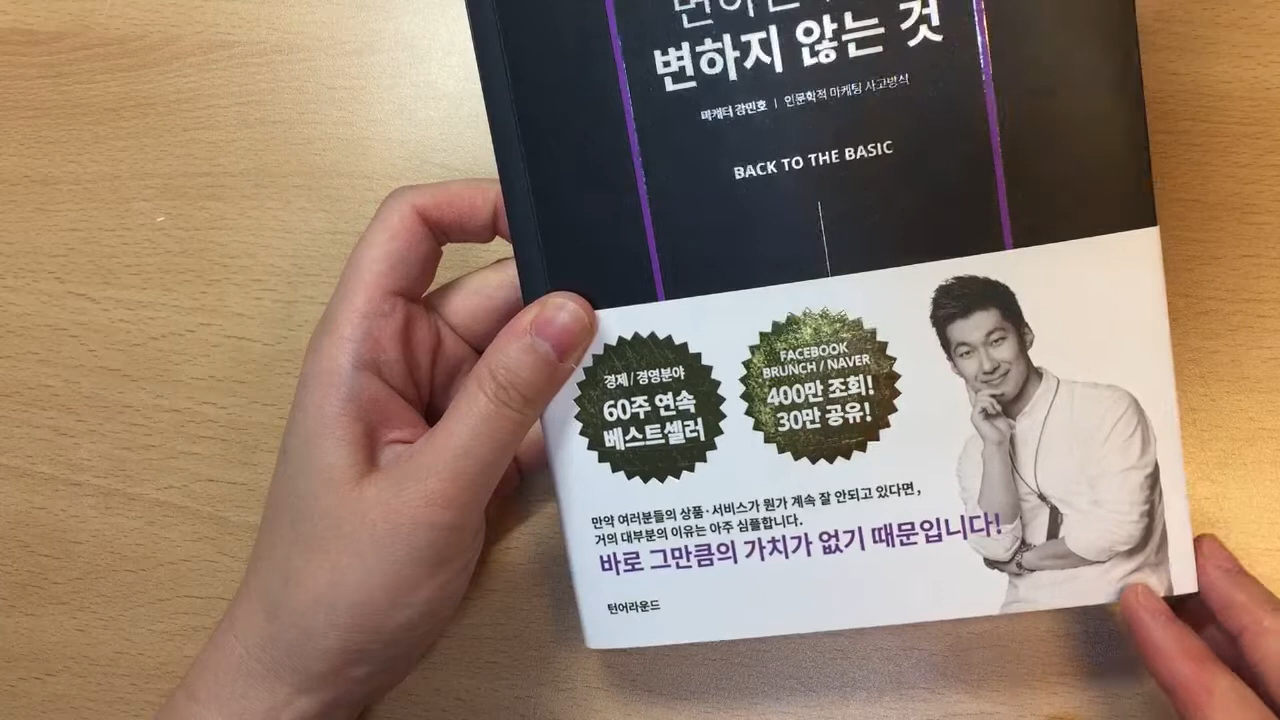 변하지 않는 것
마케터 강민호 | 인문학적 마케팅 사고방식
BACK TO THE BASIC
경제 / 경영분야
60주 연속
베스트셀러
FACEBOOK
BRUNCH / NAVER
400만 조회!
30만 공유!
만약 여러분들의 상품·서비스가 뭔가 계속 잘 안되고 있다면,
거의 대부분의 이유는 아주 심플합니다.
바로 그만큼의 가치가 없기 때문입니다!
턴어라운드